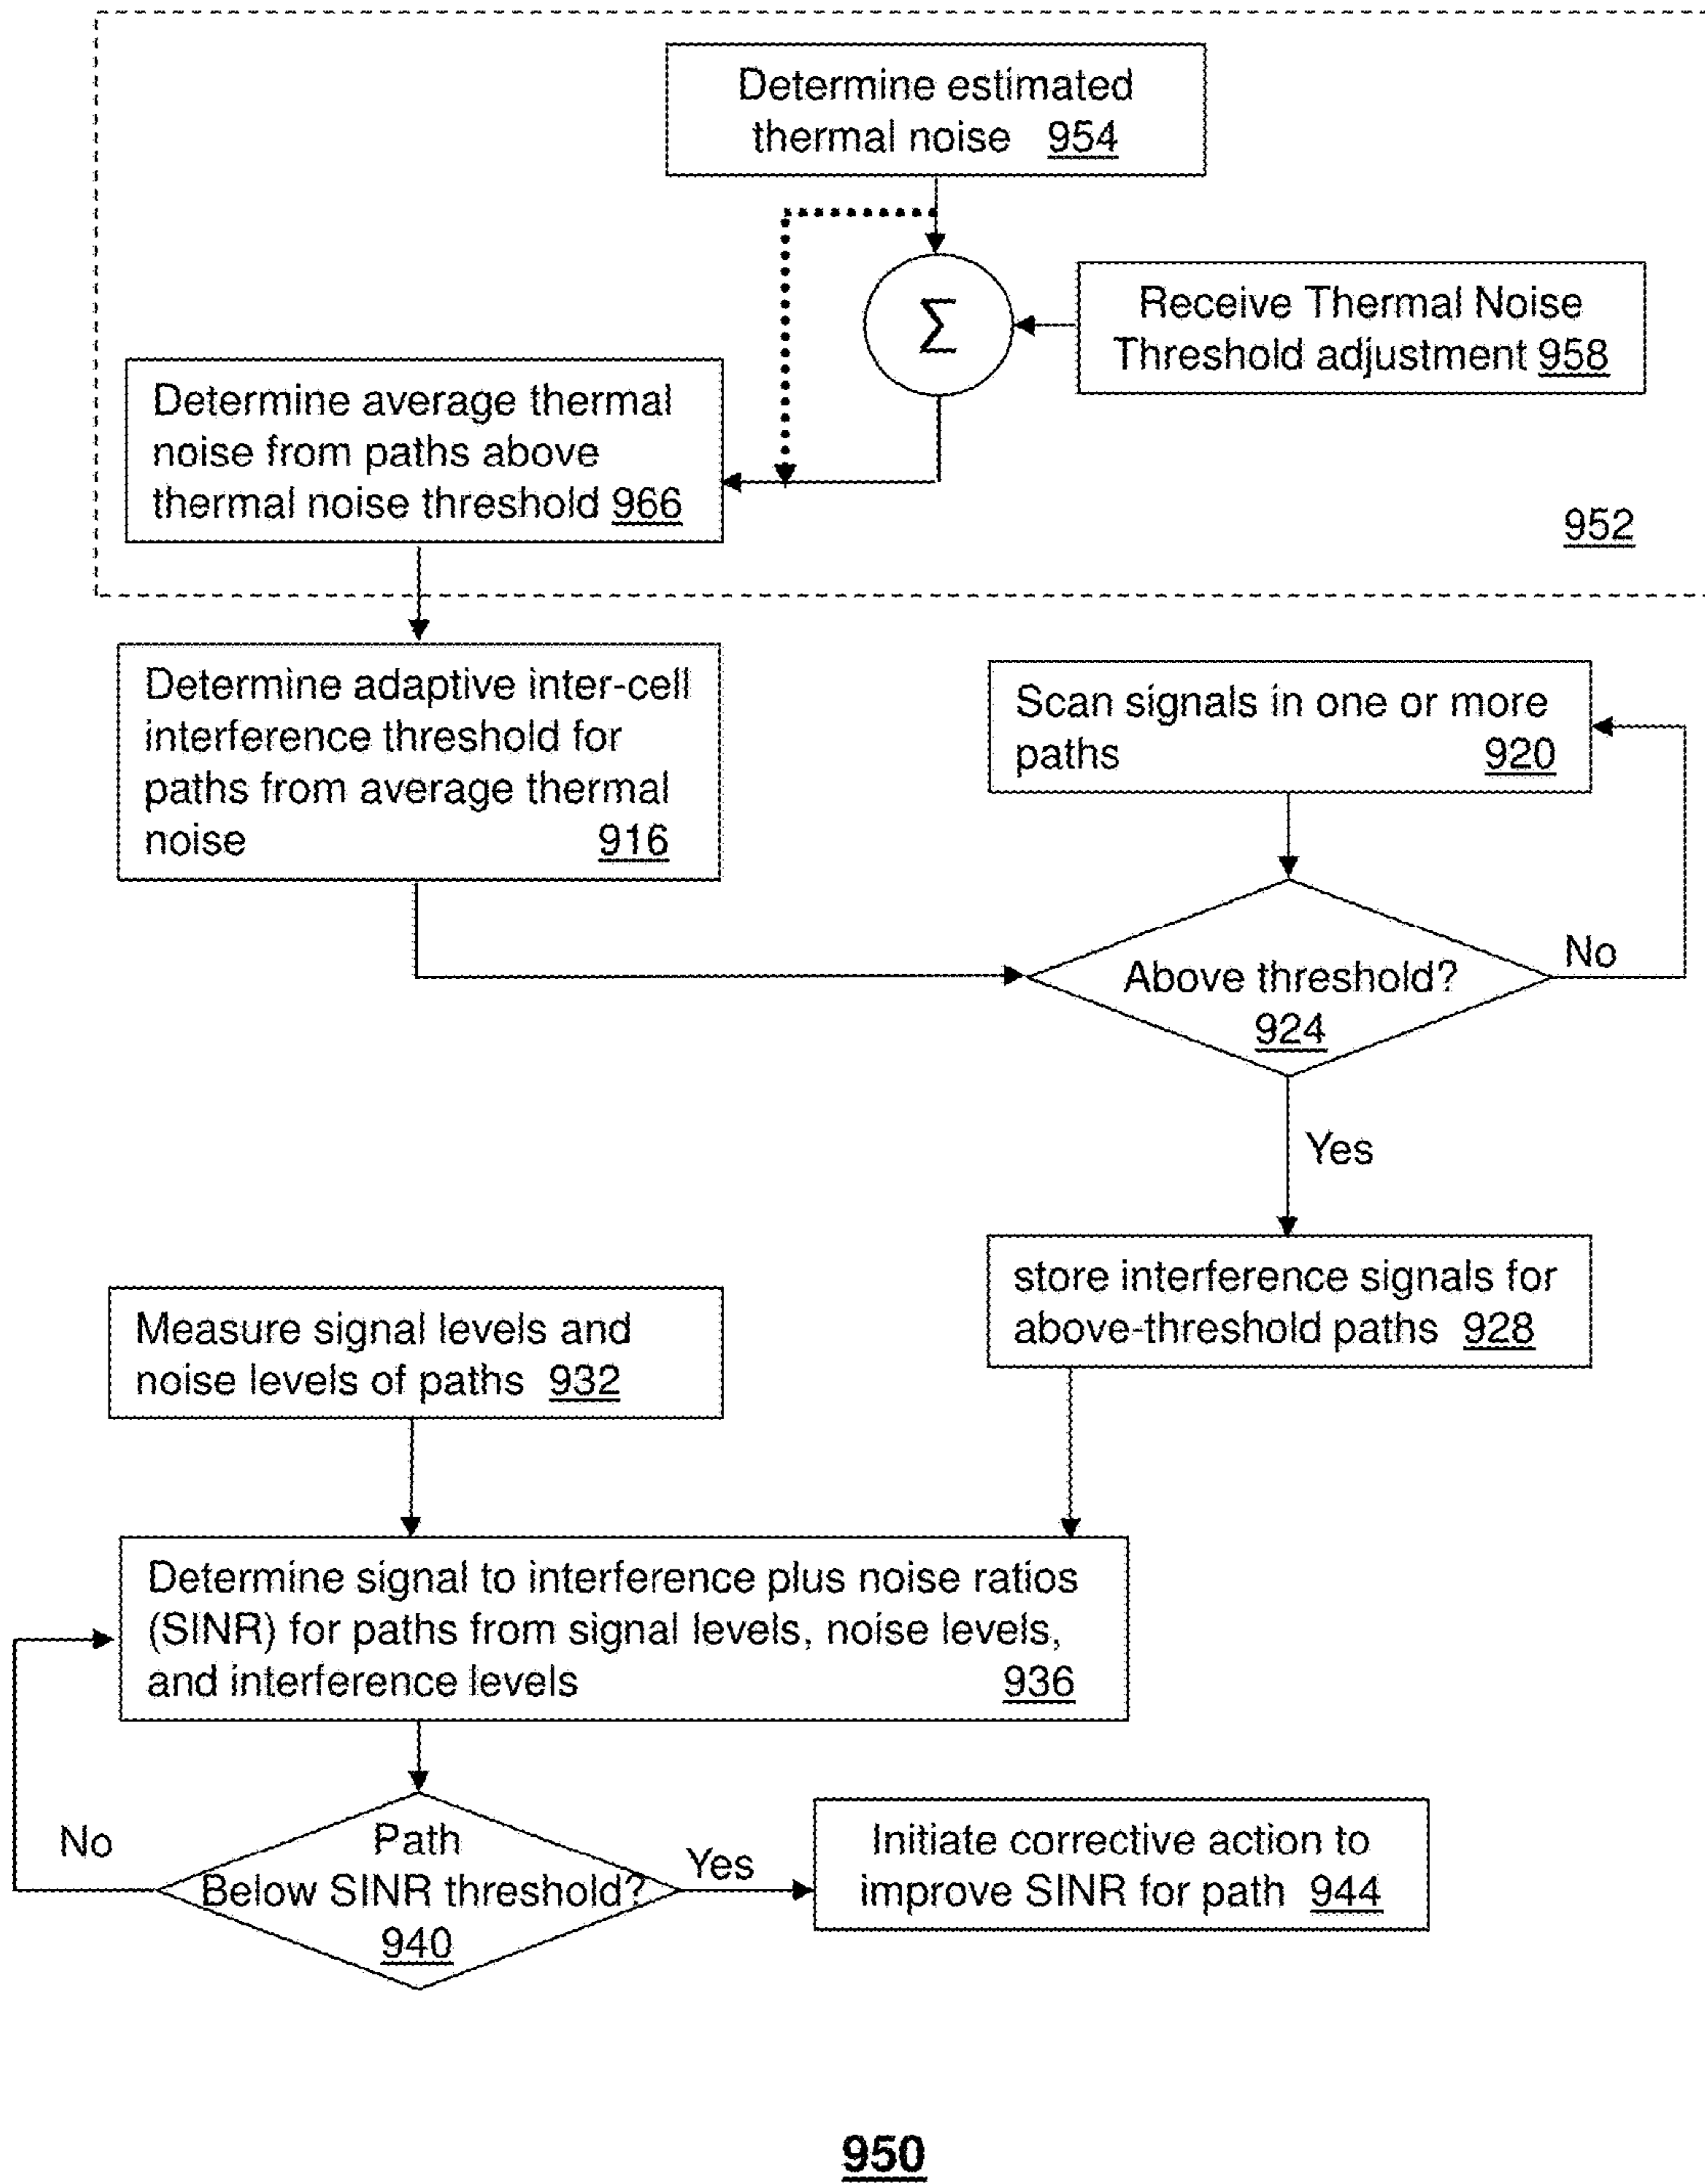 Determine estimated
thermal noise 954
Σ
Receive Thermal Noise
Threshold adjustment 958
Determine average thermal
noise from paths above
thermal noise threshold 966
952
Determine adaptive inter-cell
interference threshold for
paths from average thermal
noise 916
Scan signals in one or more
paths 920
Above threshold?
924
No
Yes
store interference signals for
above-threshold paths 928
Measure signal levels and
noise levels of paths 932
Determine signal to interference plus noise ratios
(SINR) for paths from signal levels, noise levels,
and interference levels 936
No
Path
Below SINR threshold?
940
Yes
Initiate corrective action to
improve SINR for path 944
950